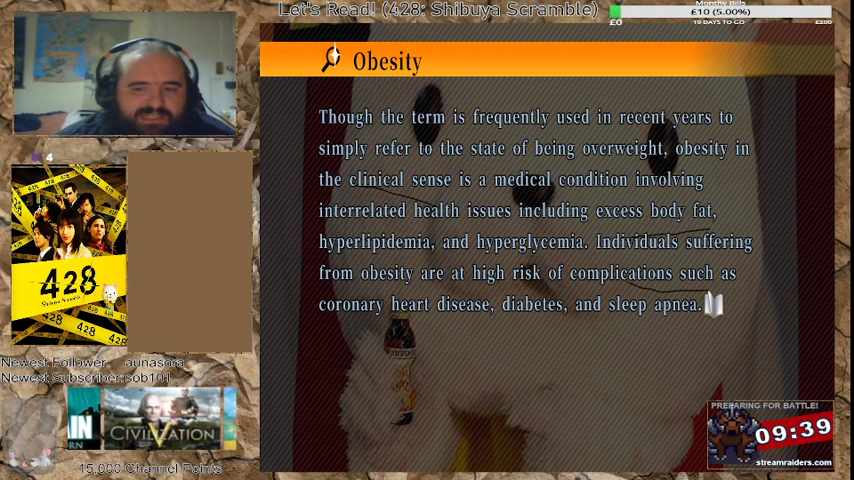 Let's Read! (428: Shibuya Scramble)
Monthy Bills
£10 (5.00%)
£0
19 DAYS TO GO
£200
Obesity
Though the term is frequently used in recent years to
simply refer to the state of being overweight, obesity in
the clinical sense is a medical condition involving
interrelated health issues including excess body fat,
hyperlipidemia, and hyperglycemia. Individuals suffering
from obesity are at high risk of complications such as
coronary heart disease, diabetes, and sleep apnea.
4
428
Newest Follower: aunasora
Newest Subscriber:sob101
CIVILIZATION
15,000 Channel Points
PREPARING FOR BATTLE!
09:39
streamraiders.com